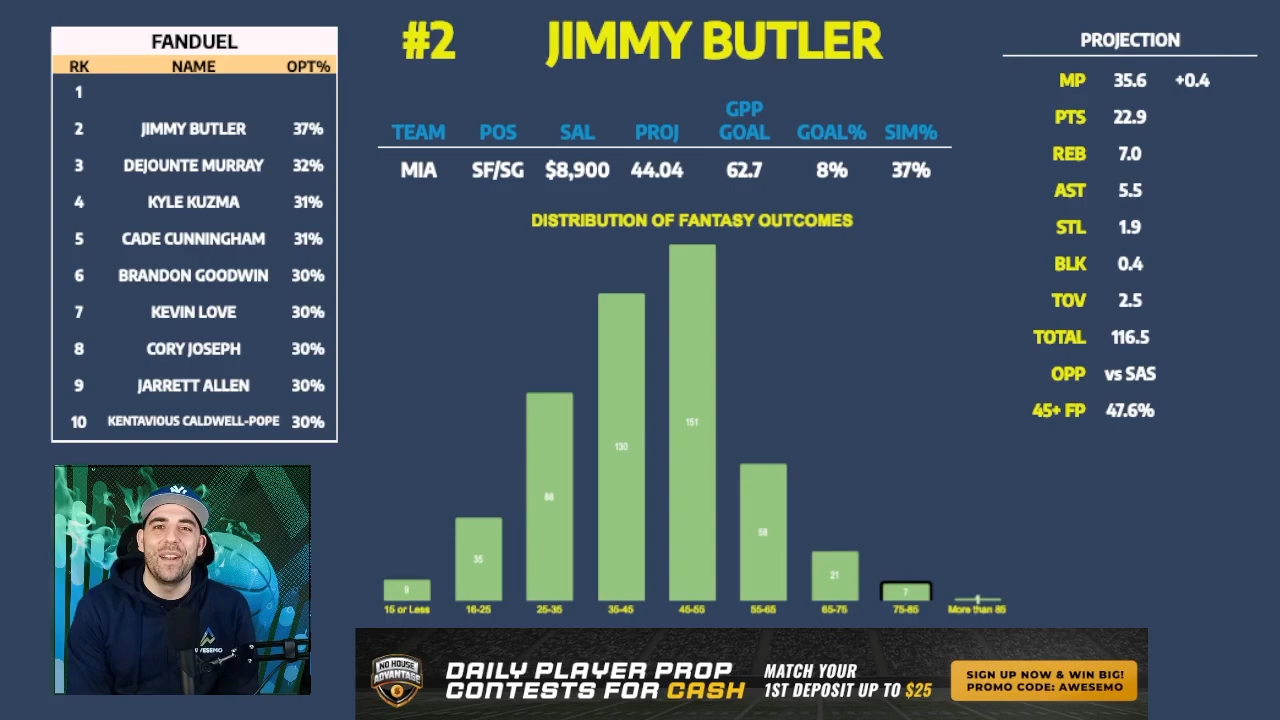 FANDUEL
RK NAME OPT%
1
2 JIMMY BUTLER 37%
3 DEJOUNTE MURRAY 32%
4 KYLE KUZMA 31%
5 CADE CUNNINGHAM 31%
6 BRANDON GOODWIN 30%
7 KEVIN LOVE 30%
8 CORY JOSEPH 30%
9 JARRETT ALLEN 30%
10 KENTAVIOUS CALDWELL-POPE 30%
#2 JIMMY BUTLER
TEAM POS SAL PROJ GPP GOAL GOAL% SIM%
MIA SF/SG $8,900 44.04 62.7 8% 37%
DISTRIBUTION OF FANTASY OUTCOMES
9 35 88 130 151 58 21 7
15 or Less 16-25 25-35 35-45 45-55 55-65 65-75 75-85 More than 85
PROJECTION
MP 35.6 +0.4
PTS 22.9
REB 7.0
AST 5.5
STL 1.9
BLK 0.4
TOV 2.5
TOTAL 116.5
OPP vs SAS
45+ FP 47.6%
NO HOUSE
ADVANTAGE
DAILY PLAYER PROP
CONTESTS FOR CASH
MATCH YOUR
1ST DEPOSIT UP TO $25
SIGN UP NOW & WIN BIG!
PROMO CODE: AWESEMO